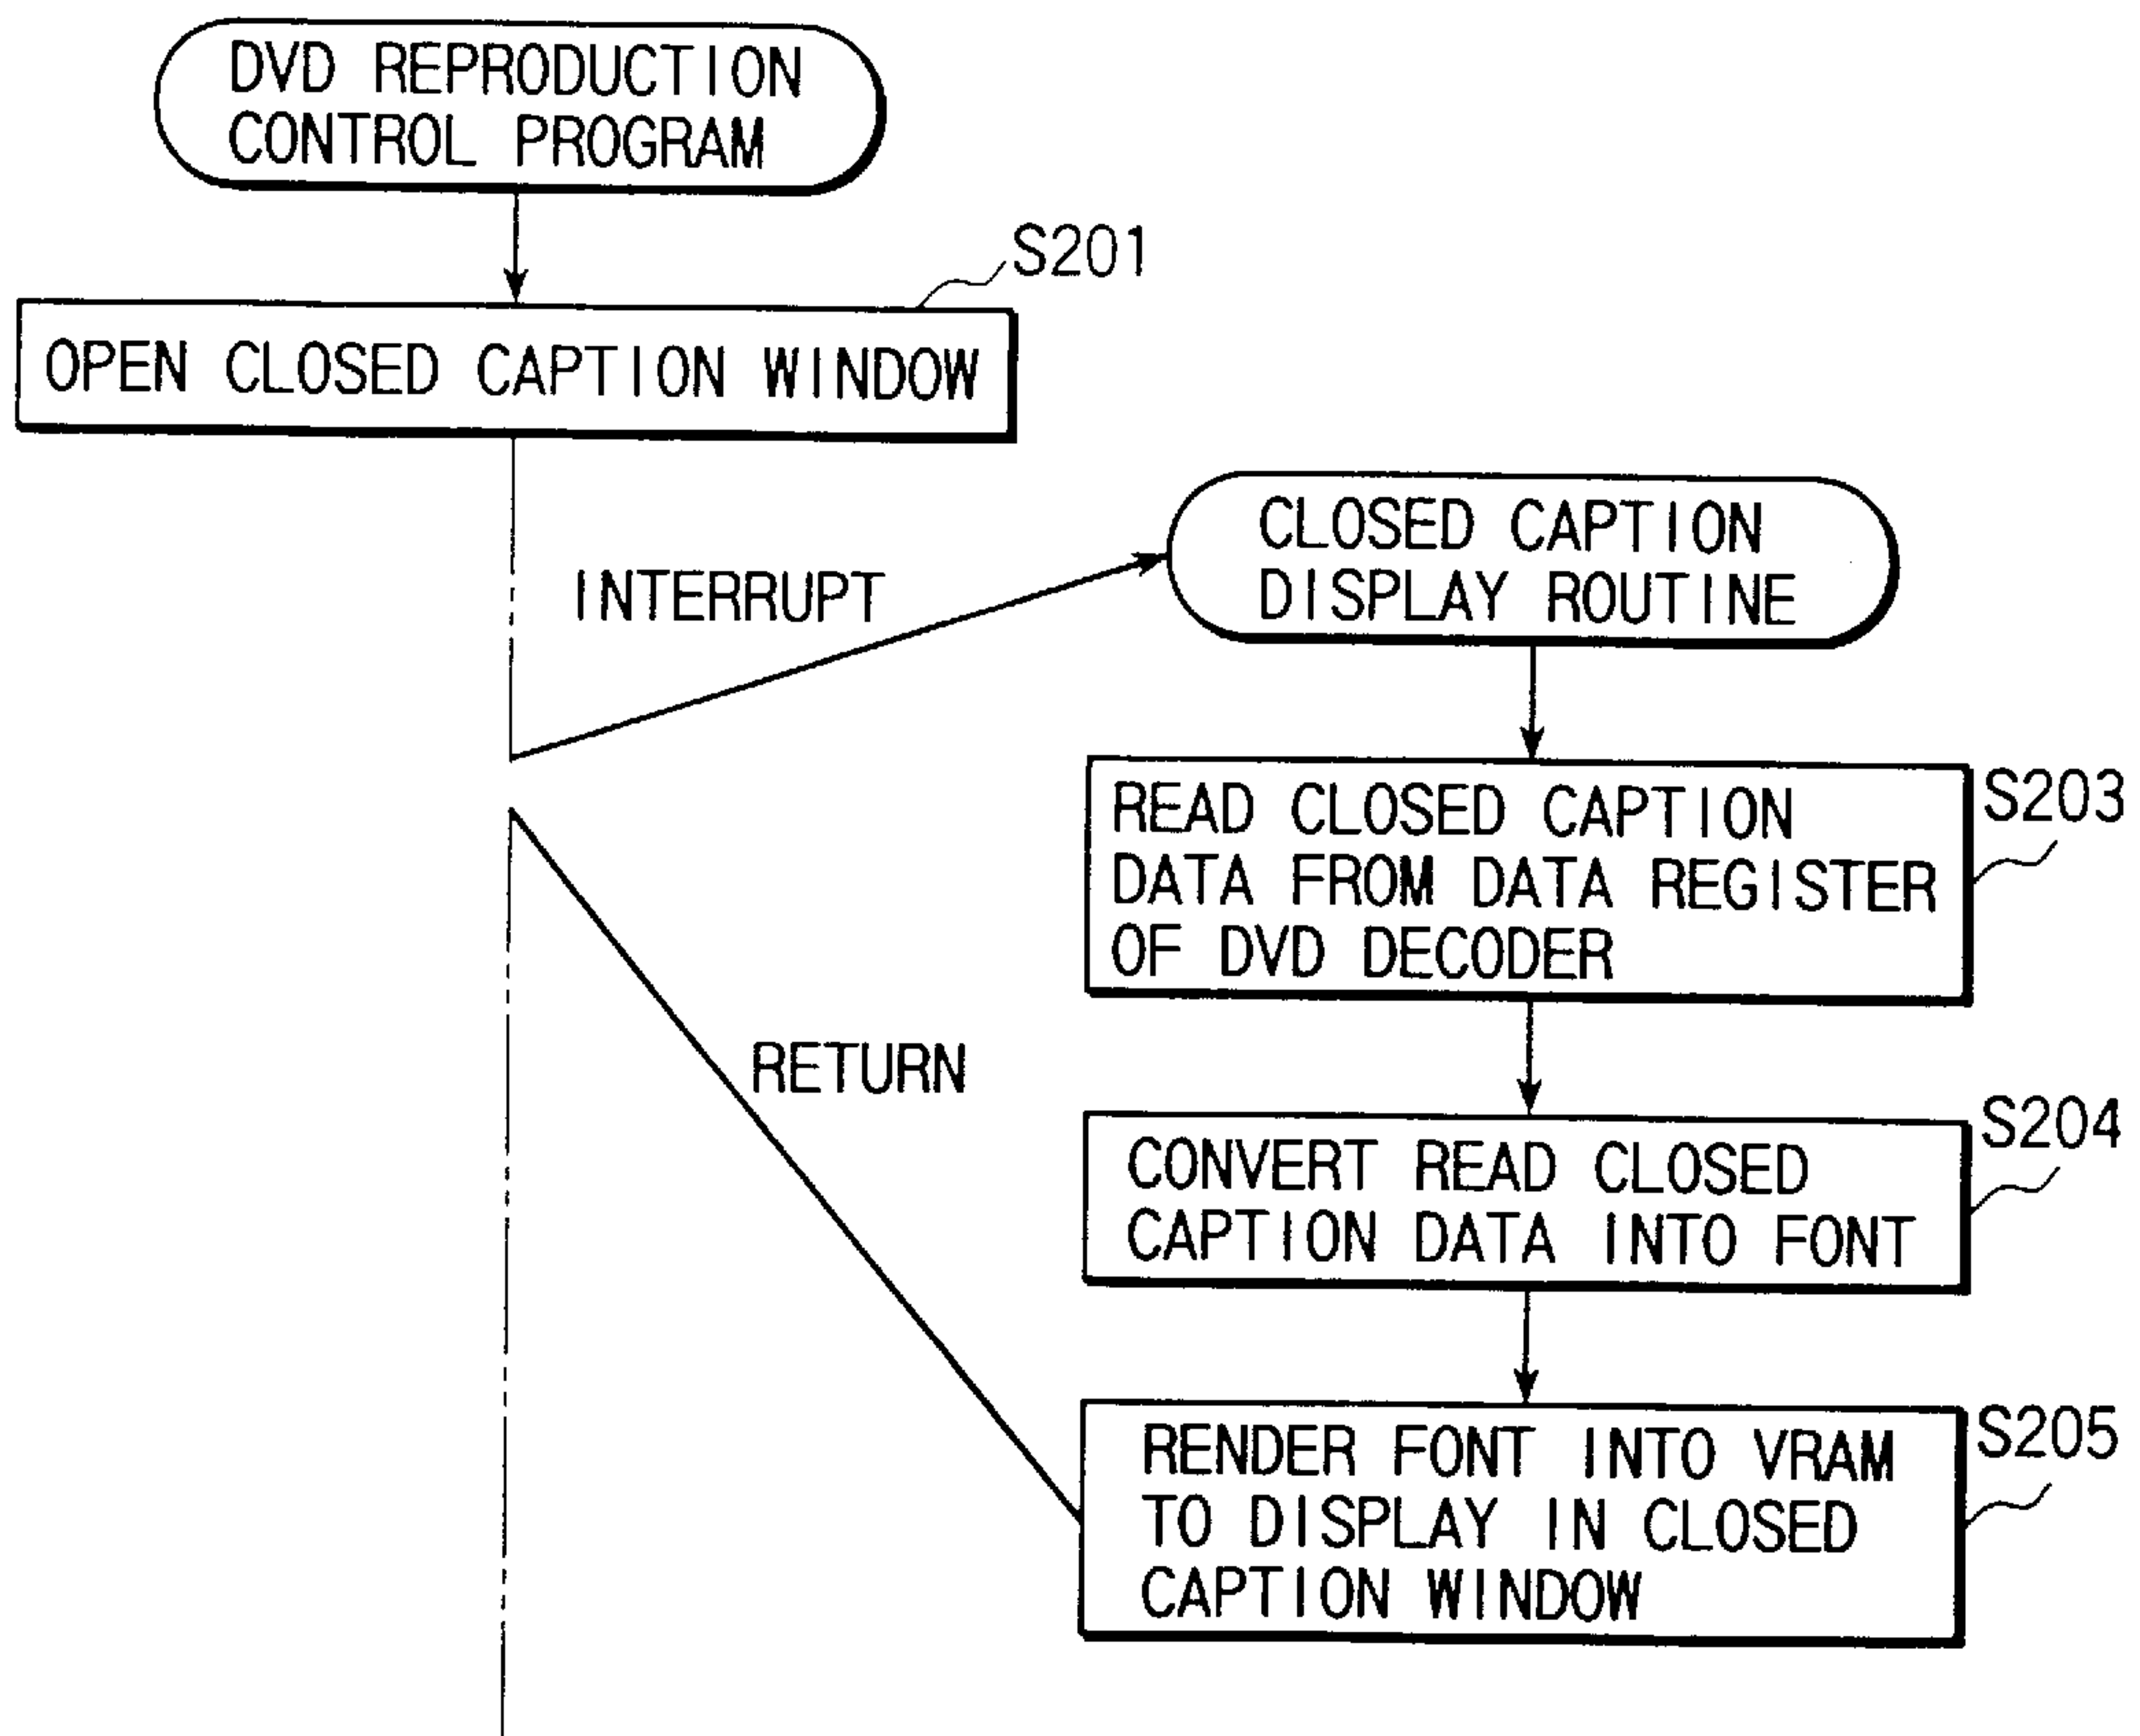 DVD REPRODUCTION
CONTROL PROGRAM
S201
OPEN CLOSED CAPTION WINDOW
INTERRUPT
CLOSED CAPTION
DISPLAY ROUTINE
S203
READ CLOSED CAPTION
DATA FROM DATA REGISTER
OF DVD DECODER
RETURN
S204
CONVERT READ CLOSED
CAPTION DATA INTO FONT
S205
RENDER FONT INTO VRAM
TO DISPLAY IN CLOSED
CAPTION WINDOW